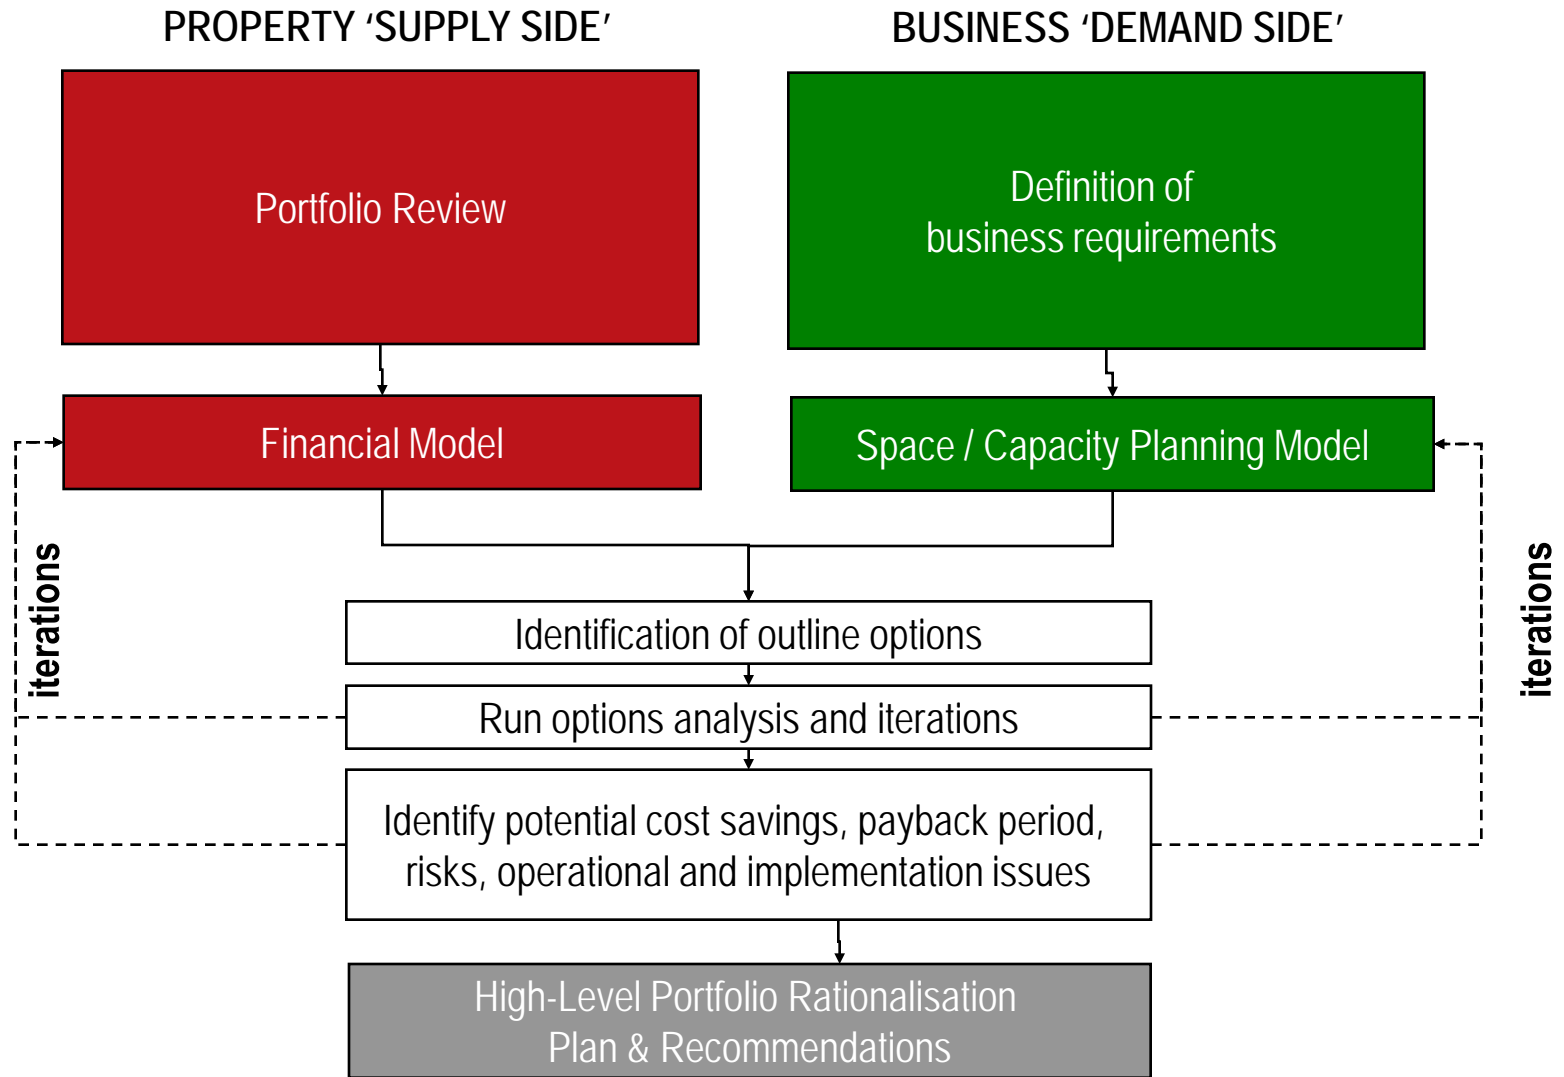 PROPERTY ‘SUPPLY SIDE’
BUSINESS ‘DEMAND SIDE’
Portfolio Review
Definition of
business requirements
Financial Model
Space / Capacity Planning Model
iterations
iterations
Identification of outline options
Run options analysis and iterations
Identify potential cost savings, payback period,
risks, operational and implementation issues
High-Level Portfolio Rationalisation
Plan & Recommendations